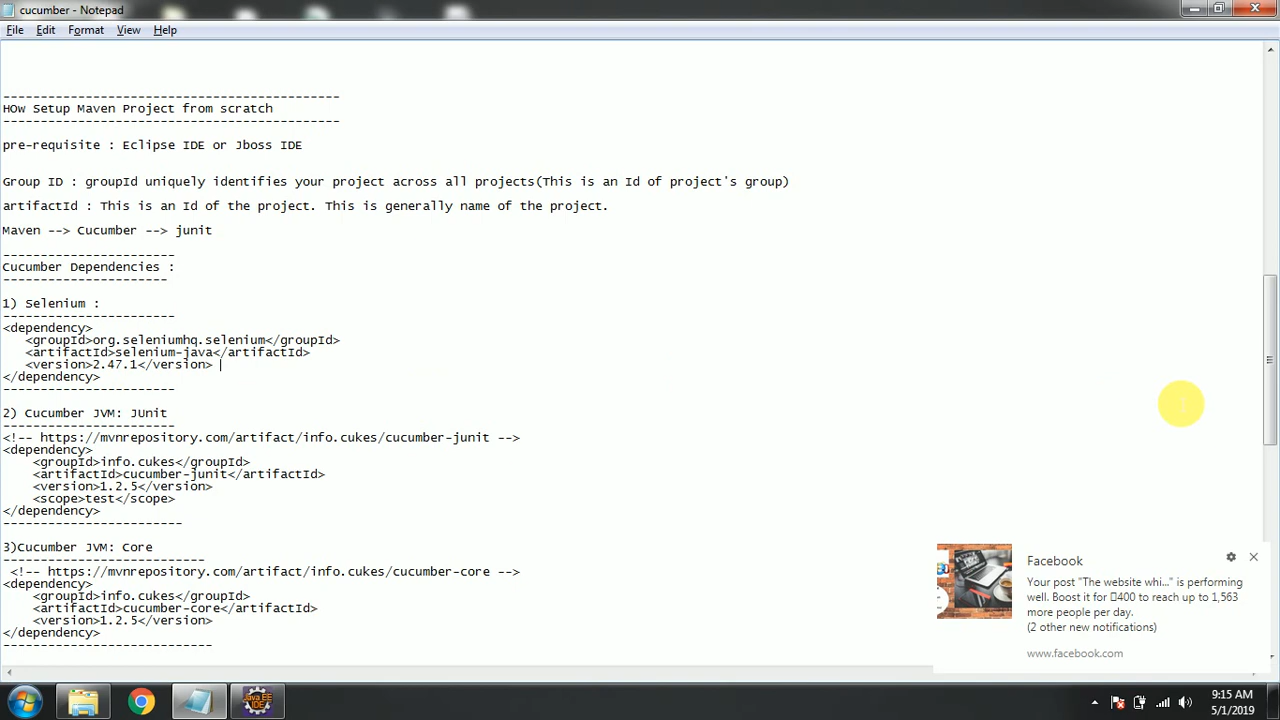 cucumber - Notepad
File Edit Format View Help
---------------------------------------------
HOw Setup Maven Project from scratch
---------------------------------------------
pre-requisite : Eclipse IDE or Jboss IDE
Group ID : groupId uniquely identifies your project across all projects(This is an Id of project's group)
artifactId : This is an Id of the project. This is generally name of the project.
Maven --> Cucumber --> junit
-----------------------
Cucumber Dependencies :
----------------------
1) Selenium :
-----------------------
<dependency>
<groupId>org.seleniumhq.selenium</groupId>
<artifactId>selenium-java</artifactId>
<version>2.47.1</version>
</dependency>
-----------------------
2) Cucumber JVM: JUnit
-----------------------
<!-- https://mvnrepository.com/artifact/info.cukes/cucumber-junit -->
<dependency>
<groupId>info.cukes</groupId>
<artifactId>cucumber-junit</artifactId>
<version>1.2.5</version>
<scope>test</scope>
</dependency>
------------------------
3)Cucumber JVM: Core
---------------------------
<!-- https://mvnrepository.com/artifact/info.cukes/cucumber-core -->
<dependency>
<groupId>info.cukes</groupId>
<artifactId>cucumber-core</artifactId>
<version>1.2.5</version>
</dependency>
----------------------------
Facebook
Your post "The website whi..." is performing
well. Boost it for 400 to reach up to 1,563
more people per day.
(2 other new notifications)
www.facebook.com
Java EE
IDE
9:15 AM
5/1/2019